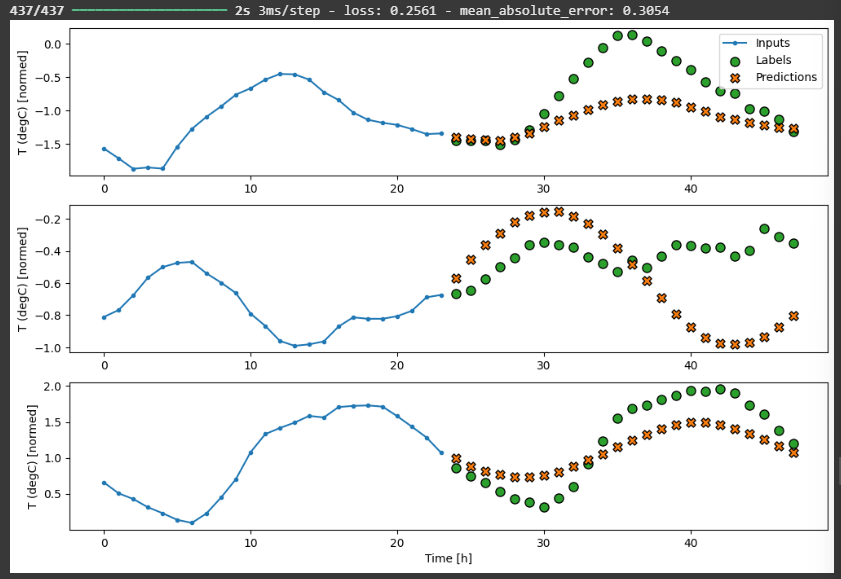 437/437 ━━━━━━━━━━━━━━━━━━━━ 2s 3ms/step - loss: 0.2561 - mean_absolute_error: 0.3054
T (degC) [normed]
0.0
−0.5
−1.0
−1.5
Inputs
Labels
Predictions
0 10 20 30 40
T (degC) [normed]
−0.2
−0.4
−0.6
−0.8
−1.0
0 10 20 30 40
T (degC) [normed]
2.0
1.5
1.0
0.5
0 10 20 30 40
Time [h]